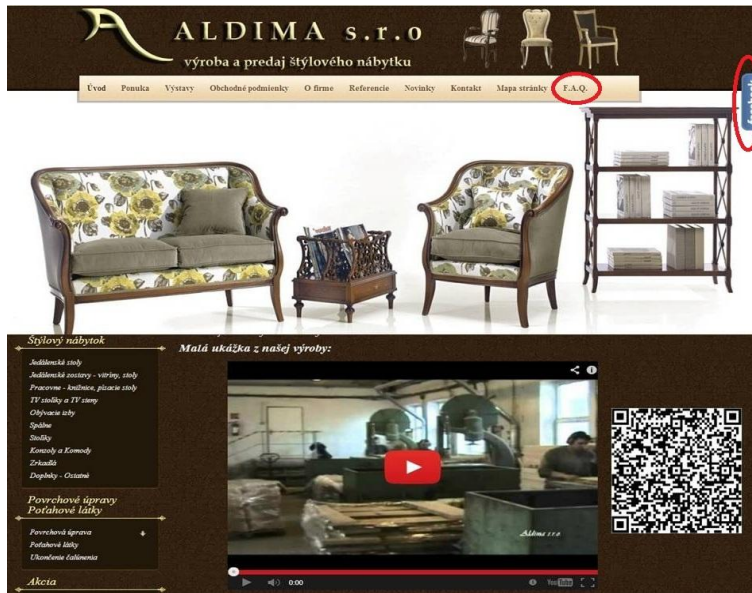 ALDIMA s.r.o
výroba a predaj štýlového nábytku
Úvod Ponuka Výstavy Obchodné podmienky O firme Referencie Novinky Kontakt Mapa stránky F.A.Q.
facebook
Štýlový nábytok
Jedálenské stoly
Jedálenské zostavy - vitríny, stoly
Pracovne - knižnice, písacie stoly
TV stolíky a TV steny
Obývacie izby
Spálne
Stolíky
Konzoly a Komody
Zrkadlá
Doplnky - Ostatné
Povrchové úpravy
Poťahové látky
Povrchová úprava +
Poťahové látky
Ukončenie čalúnenia
Akcia
Malá ukážka z našej výroby:
Aldima s.r.o
0:00
YouTube